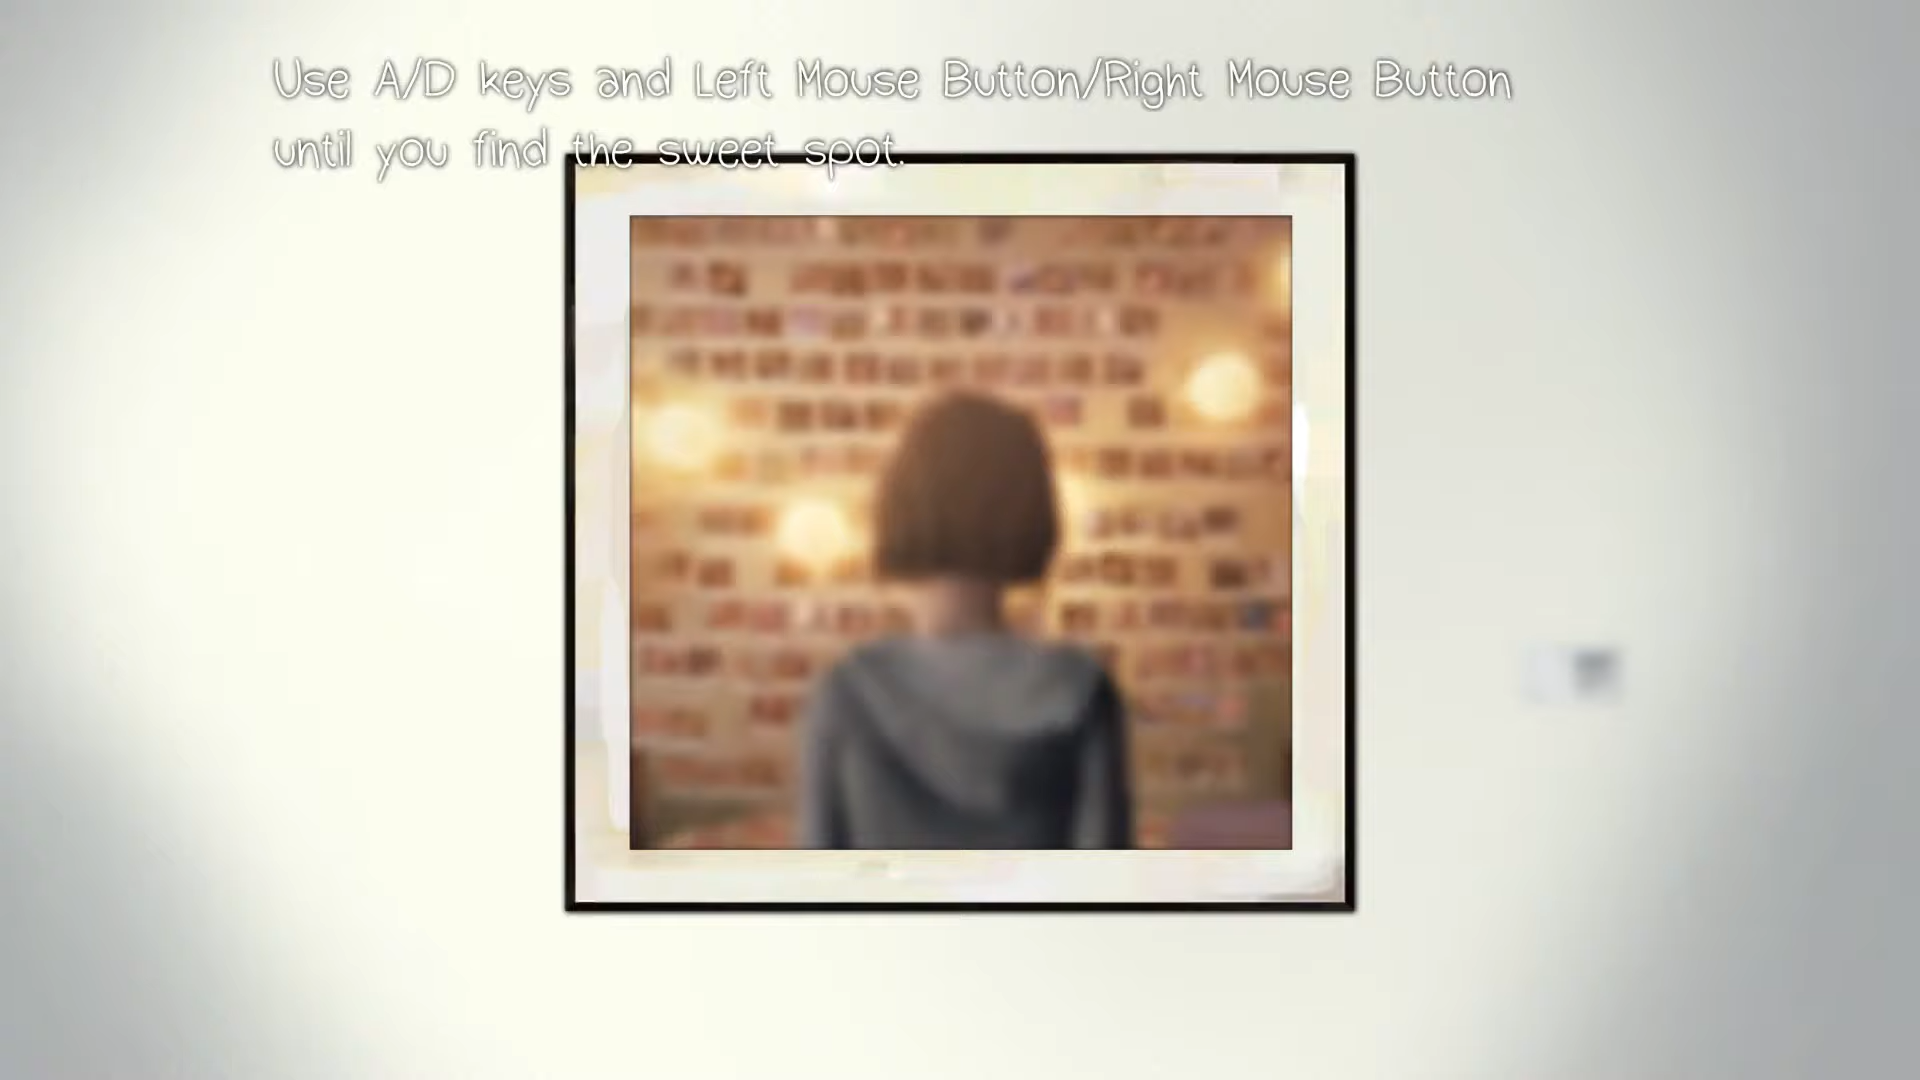 Use A/D keys and Left Mouse Button/Right Mouse Button
until you find the sweet spot.